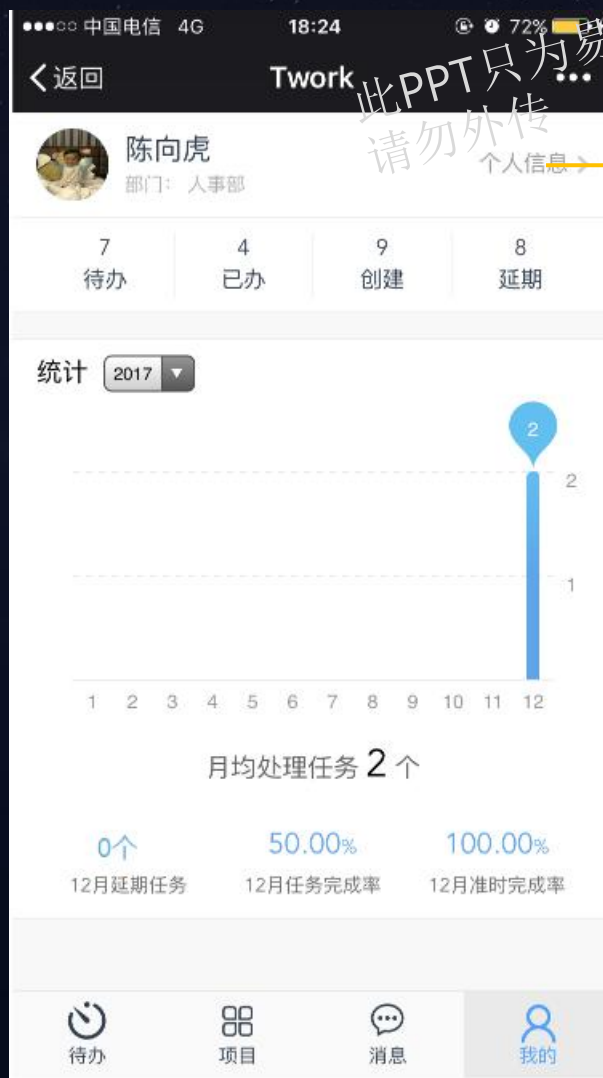 中国电信 4G 18:24 72%
返回 Twork
此PPT只为易
请勿外传
陈向虎
部门： 人事部
个人信息
7 4 9 8
待办 已办 创建 延期
统计 2017
2
2
1
1 2 3 4 5 6 7 8 9 10 11 12
月均处理任务 2 个
0个 50.00% 100.00%
12月延期任务 12月任务完成率 12月准时完成率
待办 项目 消息 我的